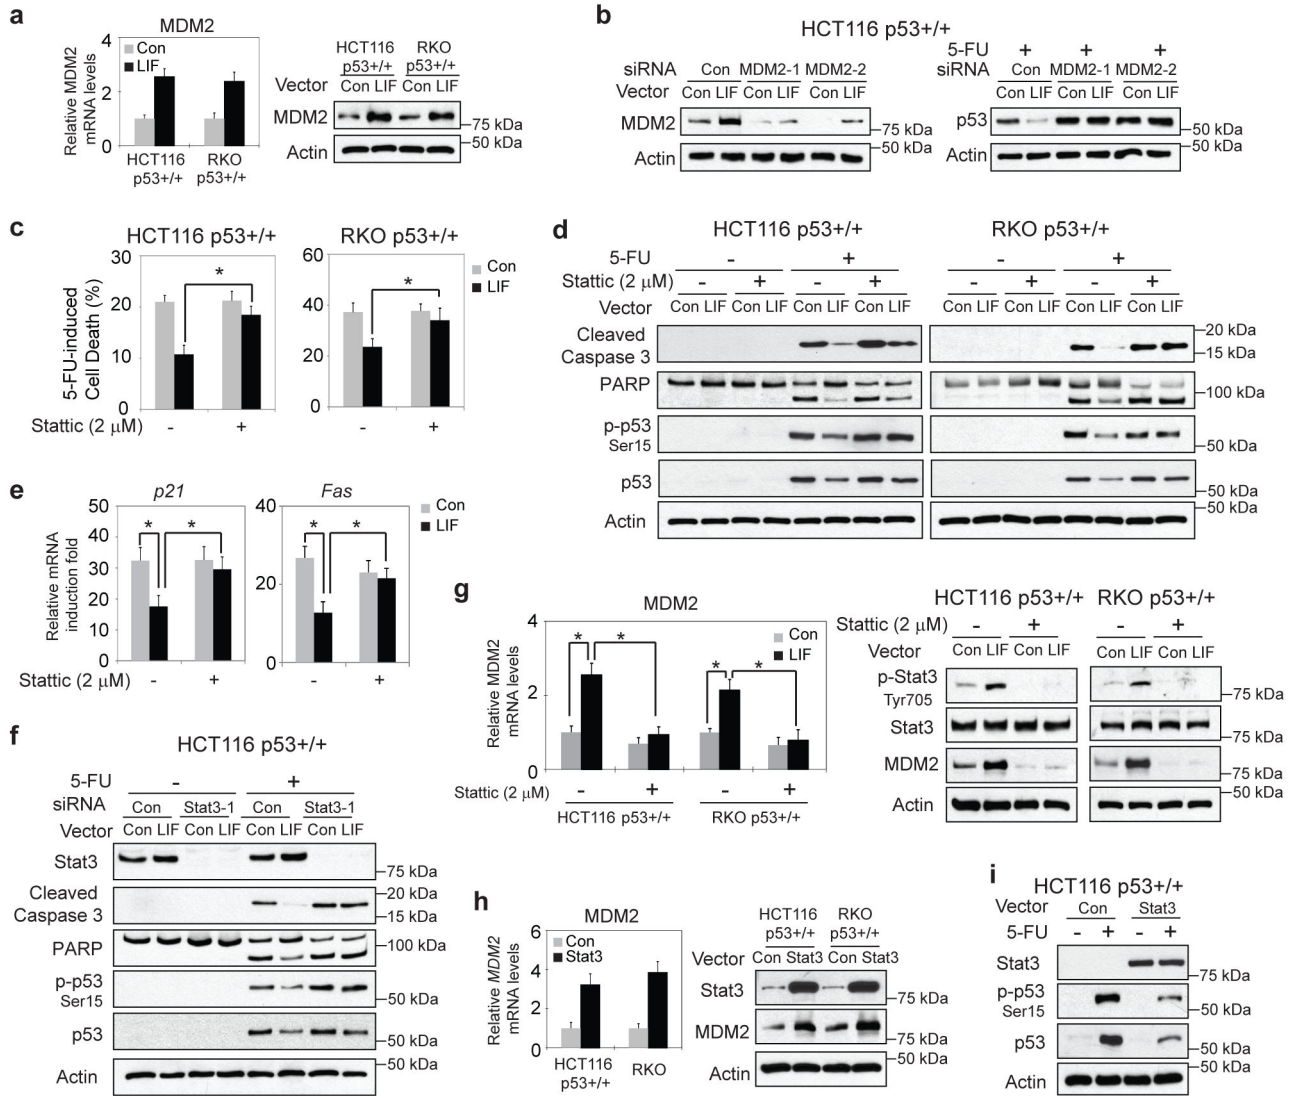 a
MDM2
4
2
0
Relative MDM2
mRNA levels
Con
LIF
HCT116
p53+/+
RKO
p53+/+
HCT116
p53+/+
RKO
p53+/+
Vector
Con LIF Con LIF
MDM2
75 kDa
50 kDa
Actin
b
HCT116 p53+/+
siRNA
Con MDM2-1 MDM2-2
Vector
Con LIF Con LIF Con LIF
MDM2
75 kDa
50 kDa
Actin
5-FU + + +
siRNA
Con MDM2-1 MDM2-2
Con LIF Con LIF Con LIF
p53
50 kDa
50 kDa
Actin
c
HCT116 p53+/+
30
20
10
0
5-FU-induced
Cell Death (%)
*
Stattic (2 μM) - +
RKO p53+/+
60
40
20
0
*
Con
LIF
- +
d
HCT116 p53+/+ RKO p53+/+
5-FU - + - +
Stattic (2 μM) - + - + - + - +
Vector Con LIF Con LIF Con LIF Con LIF Con LIF Con LIF Con LIF Con LIF
Cleaved
Caspase 3
20 kDa
15 kDa
PARP
100 kDa
p-p53
Ser15
50 kDa
p53
50 kDa
50 kDa
Actin
e
p21
50
40
30
20
10
0
Relative mRNA
induction fold
* *
Stattic (2 μM) - +
Fas
40
20
0
* *
Con
LIF
- +
f
HCT116 p53+/+
5-FU - +
siRNA Con Stat3-1 Con Stat3-1
Vector Con LIF Con LIF Con LIF Con LIF
Stat3
75 kDa
Cleaved
Caspase 3
20 kDa
15 kDa
PARP
100 kDa
p-p53
Ser15
50 kDa
p53
50 kDa
50 kDa
Actin
g
MDM2
4
2
0
Relative MDM2
mRNA levels
* *
* *
Con
LIF
Stattic (2 μM) - + - +
HCT116 p53+/+ RKO p53+/+
HCT116 p53+/+ RKO p53+/+
Stattic (2 μM) - + - +
Vector Con LIF Con LIF Con LIF Con LIF
p-Stat3
Tyr705
75 kDa
Stat3
75 kDa
MDM2
75 kDa
50 kDa
Actin
h
MDM2
6
4
2
0
Relative MDM2
mRNA levels
Con
Stat3
HCT116
p53+/+
RKO
HCT116
p53+/+
RKO
p53+/+
Vector Con Stat3 Con Stat3
Stat3
75 kDa
MDM2
75 kDa
50 kDa
Actin
i
HCT116 p53+/+
Vector Con Stat3
5-FU - + - +
Stat3
75 kDa
p-p53
Ser15
50 kDa
p53
50 kDa
50 kDa
Actin